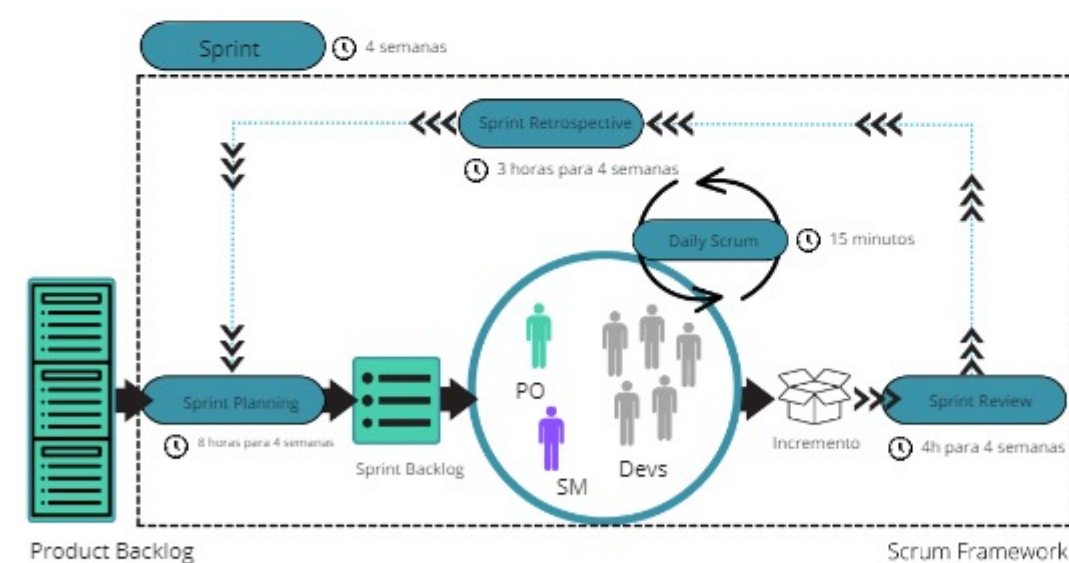 Sprint
4 semanas
Sprint Retrospective
3 horas para 4 semanas
Daily Scrum
15 minutos
PO
SM
Devs
Sprint Planning
8 horas para 4 semanas
Sprint Backlog
Incremento
Sprint Review
4h para 4 semanas
Product Backlog
Scrum Framework